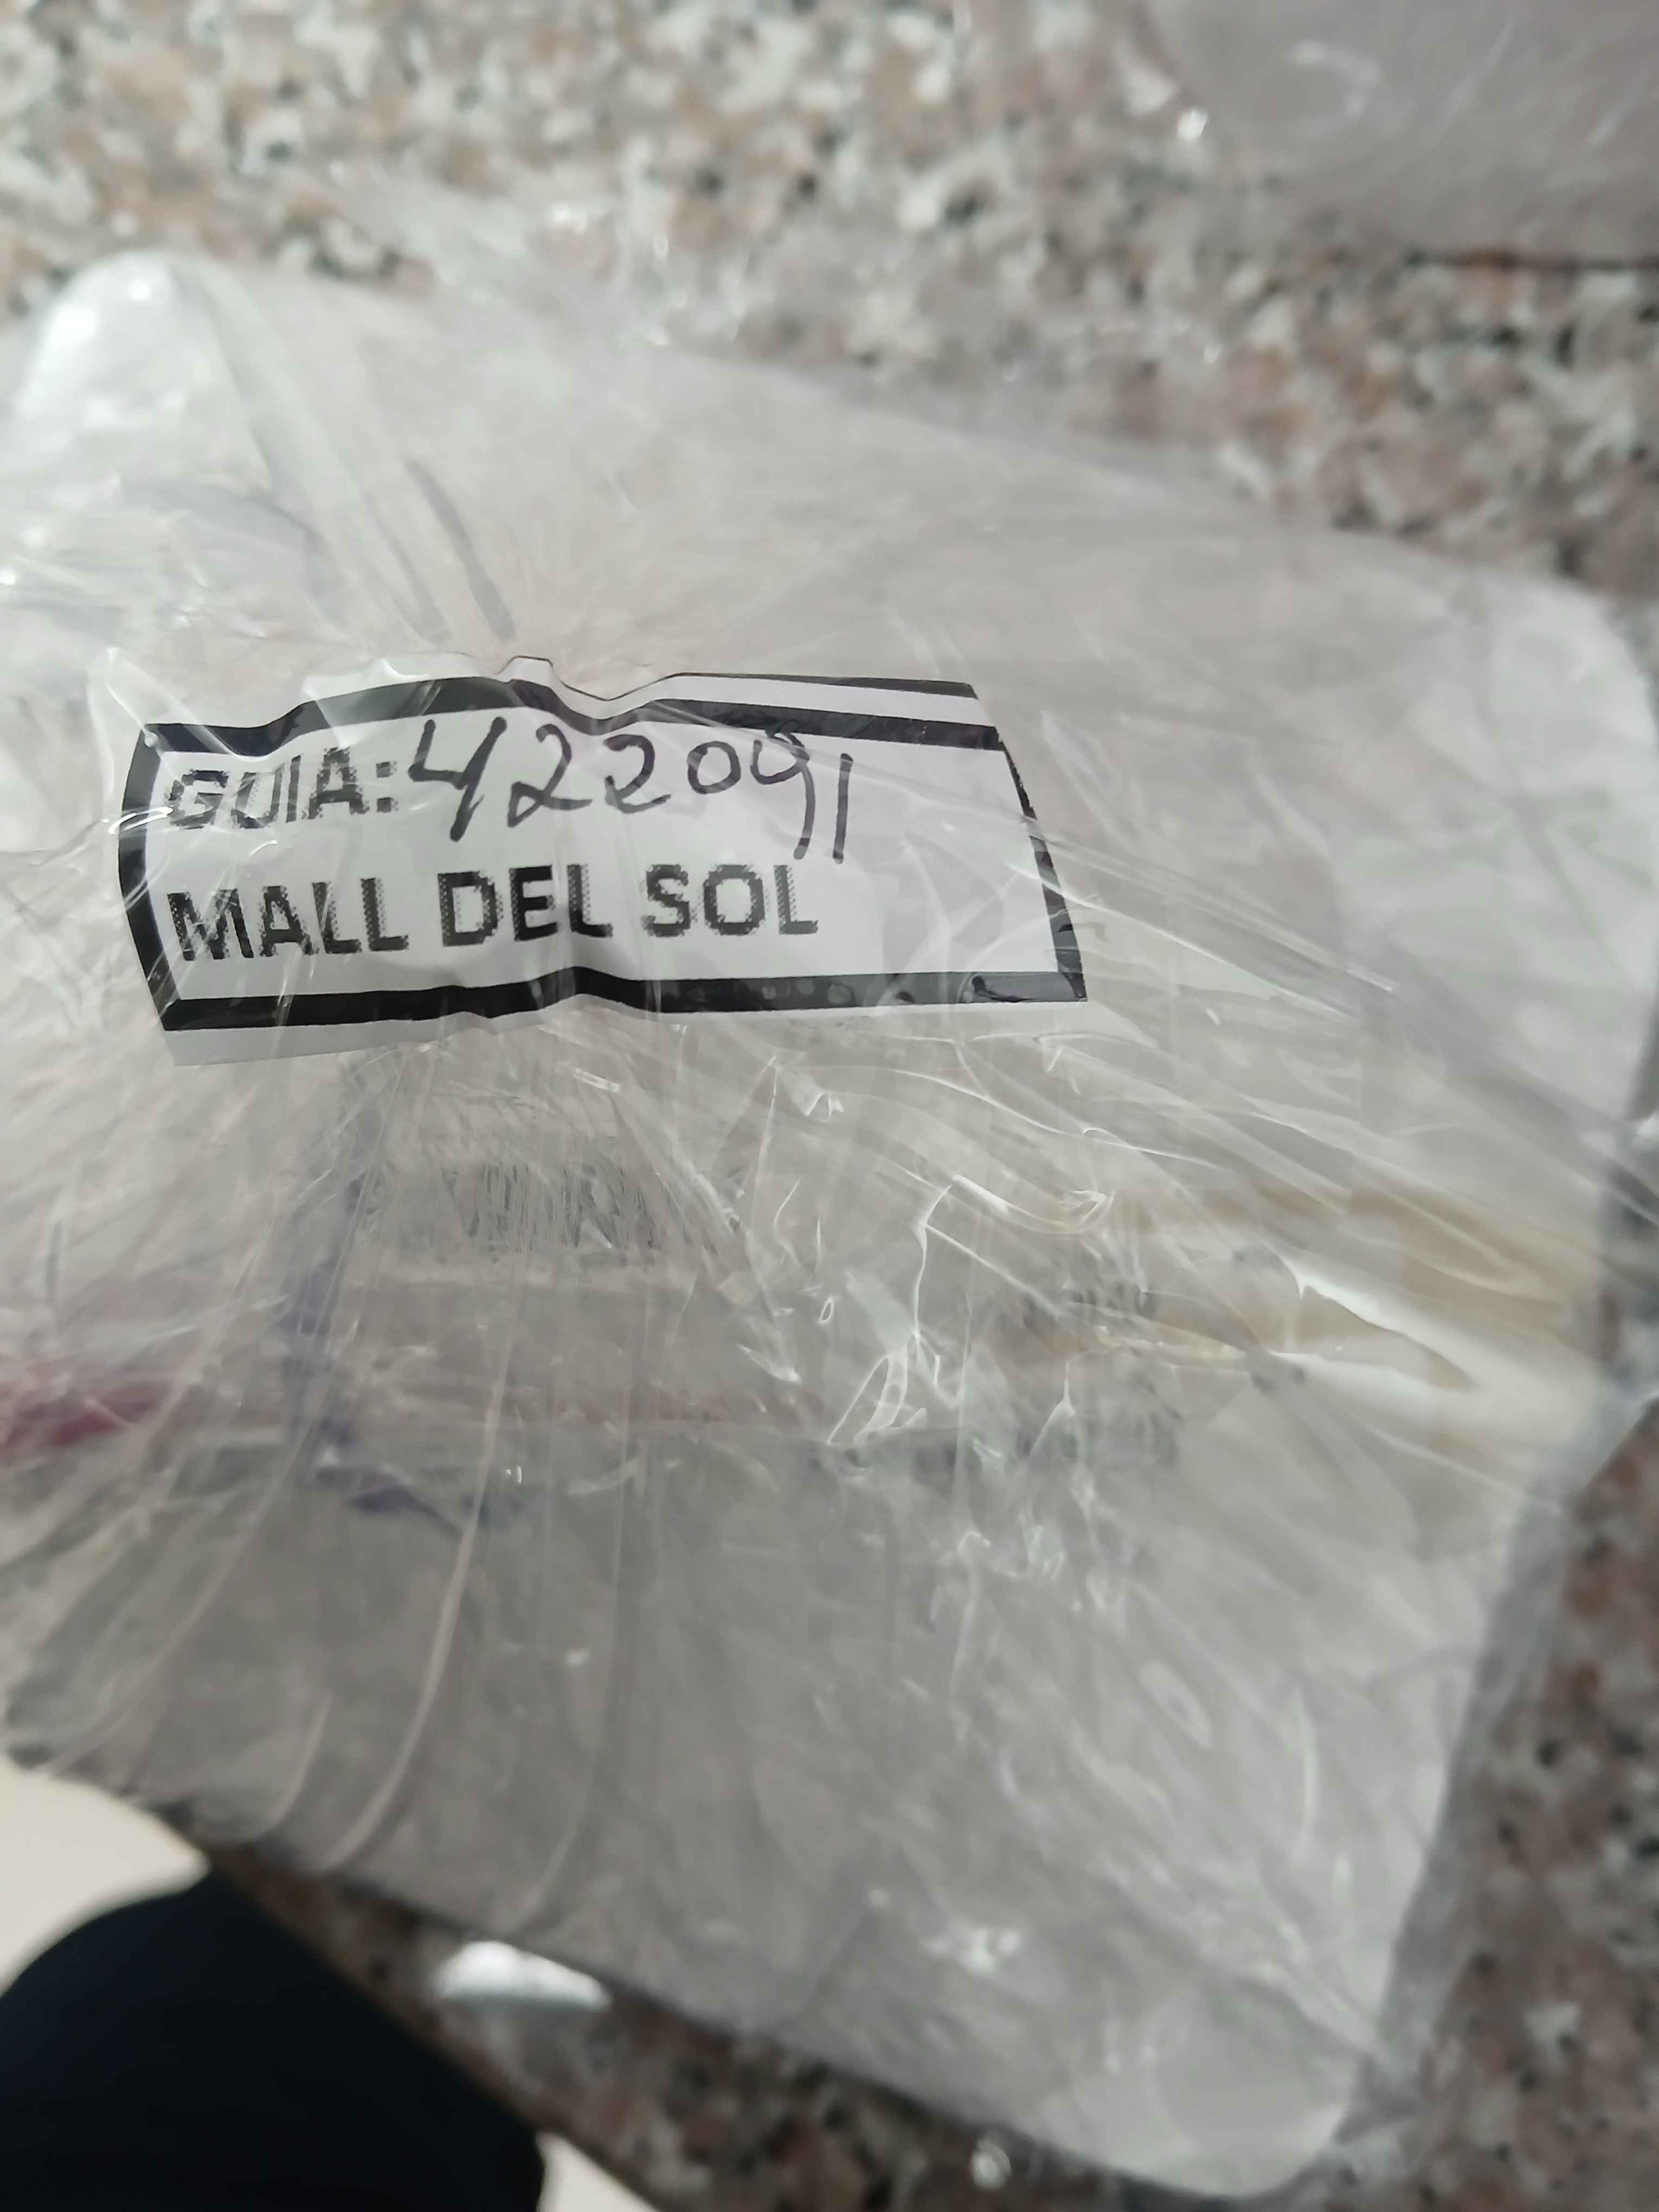 GUIA: 422091
MALL DEL SOL